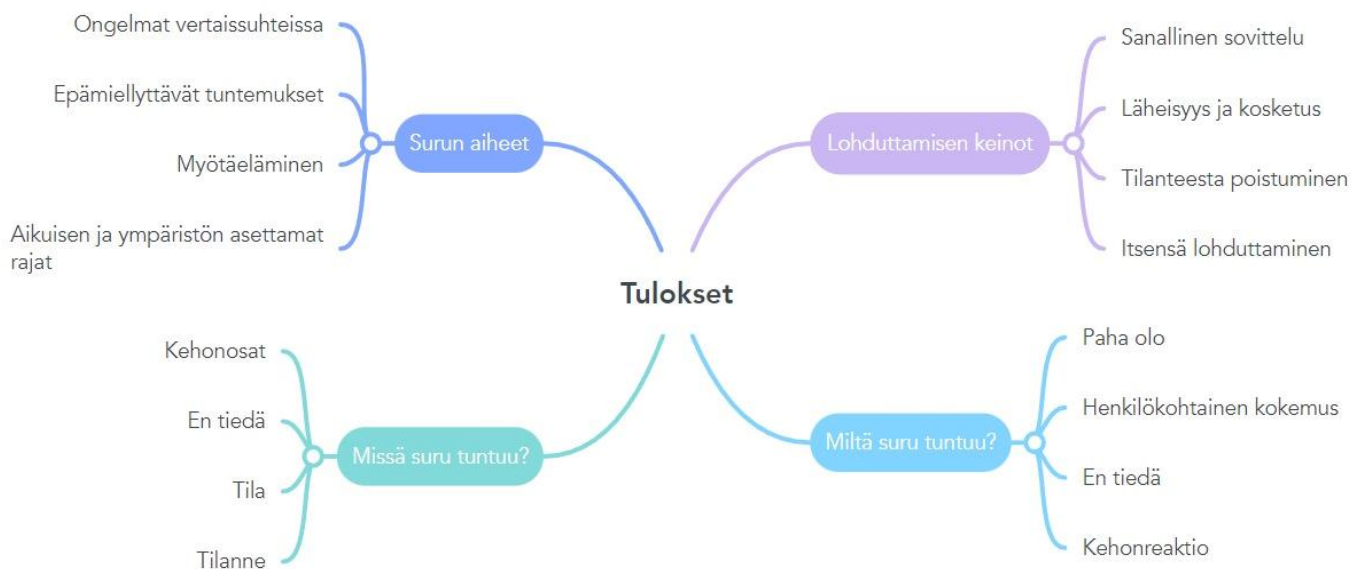 Ongelmat vertaissuhteissa
Epämiellyttävät tuntemukset
Myötäeläminen
Aikuisen ja ympäristön asettamat
rajat
Surun aiheet
Lohduttamisen keinot
Sanallinen sovittelu
Läheisyys ja kosketus
Tilanteesta poistuminen
Itsensä lohduttaminen
Tulokset
Kehonosat
En tiedä
Tila
Tilanne
Missä suru tuntuu?
Miltä suru tuntuu?
Paha olo
Henkilökohtainen kokemus
En tiedä
Kehonreaktio